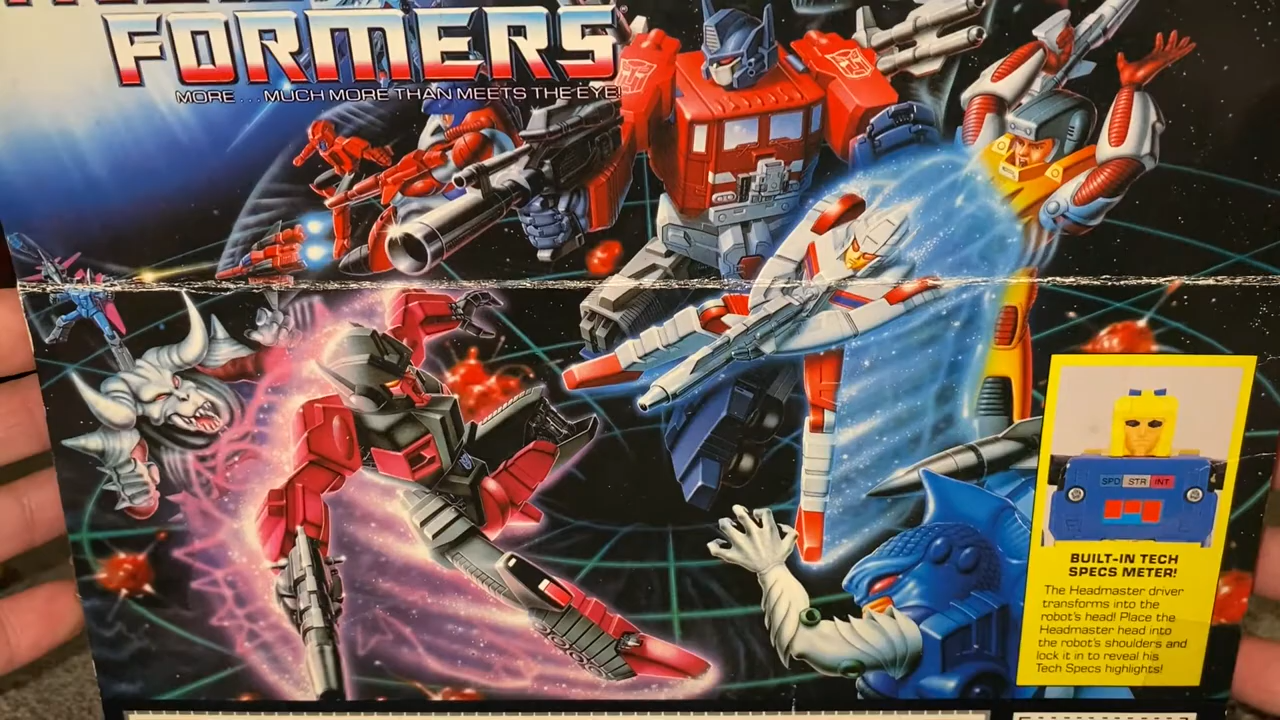 FORMERS
MORE...MUCH MORE THAN MEETS THE EYE!
SPD STR INT
BUILT-IN TECH
SPECS METER!
The Headmaster driver
transforms into the
robot's head! Place the
Headmaster head into
the robot's shoulders and
lock it in to reveal his
Tech Specs highlights!